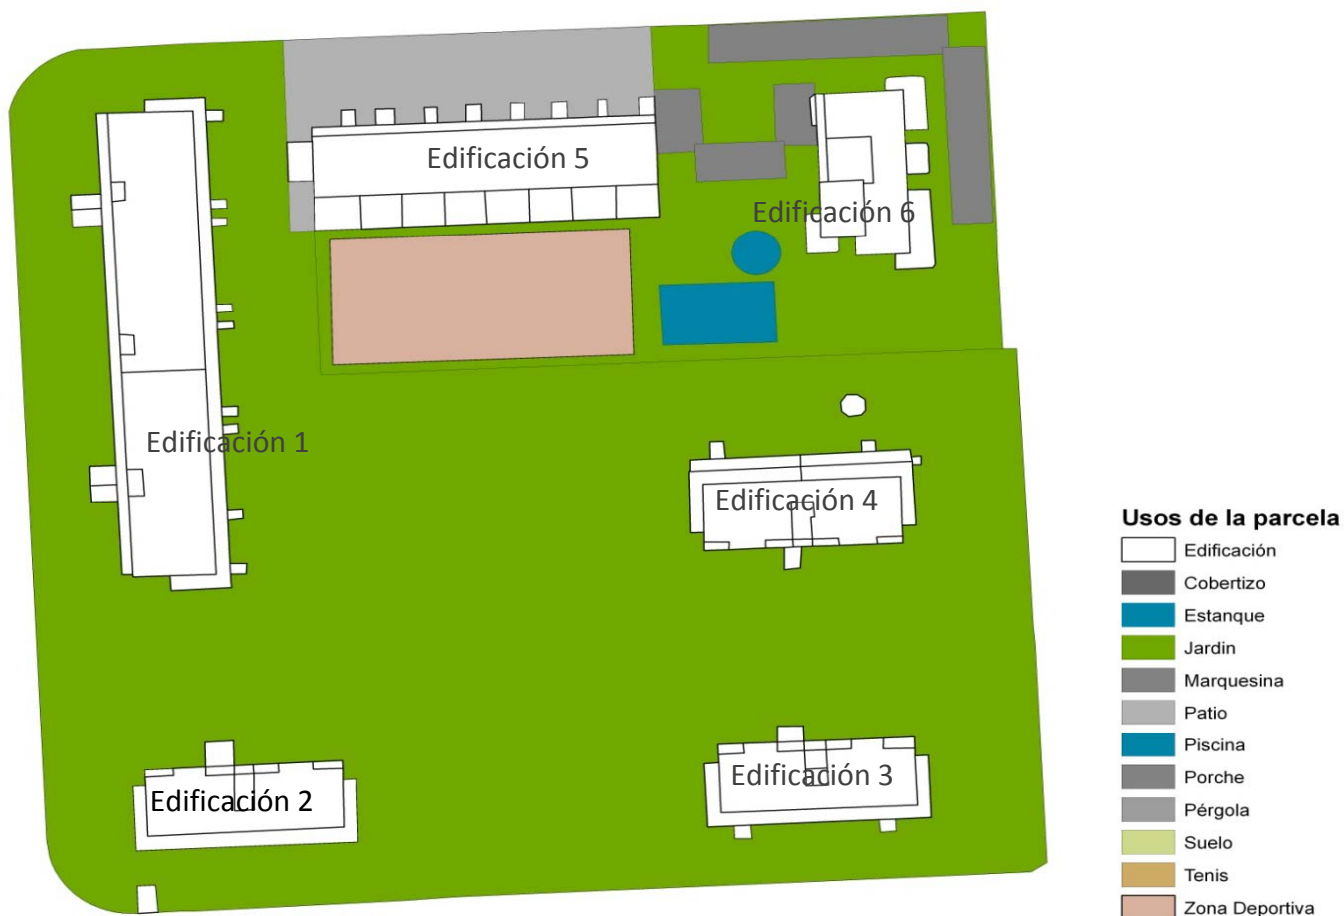 Edificación 5
Edificación 6
Edificación 1
Edificación 4
Edificación 3
Edificación 2
Usos de la parcela
Edificación
Cobertizo
Estanque
Jardin
Marquesina
Patio
Piscina
Porche
Pérgola
Suelo
Tenis
Zona Deportiva